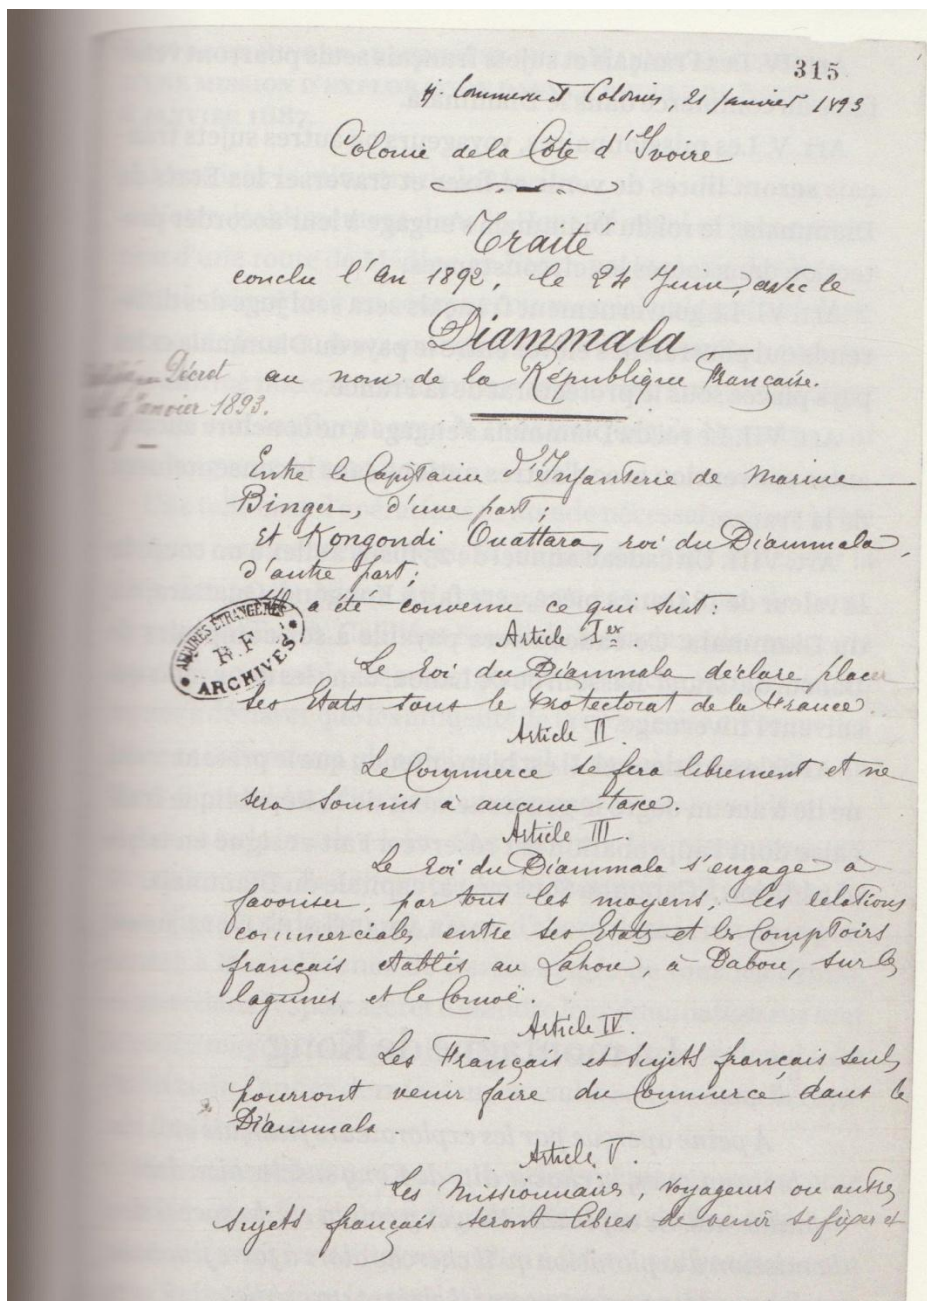 315
Commerce et Colonies, 21 Janvier 1893
Colonie de la Côte d'Ivoire
Traité
conclu l'An 1892, le 24 Juin, avec le
Diammala
au nom de la République Française.
Décret
Janvier 1893.
Entre le Capitaine d'Infanterie de Marine
Binger, d'une part;
Et Kongondi Ouattara, roi du Diammala,
d'autre part;
Il a été convenu ce qui suit:
AFFAIRES ÉTRANGÈRES
R.F
ARCHIVES
Article Ier
Le Roi du Diammala déclare placer
ses Etats sous le Protectorat de la France.
Article II.
Le Commerce se fera librement et ne
sera soumis à aucune taxe.
Article III.
Le Roi du Diammala s'engage à
favoriser, par tous les moyens, les relations
commerciales entre ses Etats et les Comptoirs
français établis au Lahou, à Dabou, sur les
lagunes et le Comoë.
Article IV.
Les Français et sujets français seuls
pourront venir faire du Commerce dans le
Diammala
Article V.
Les Missionnaires, voyageurs ou autres
sujets français seront libres de venir se fixer et